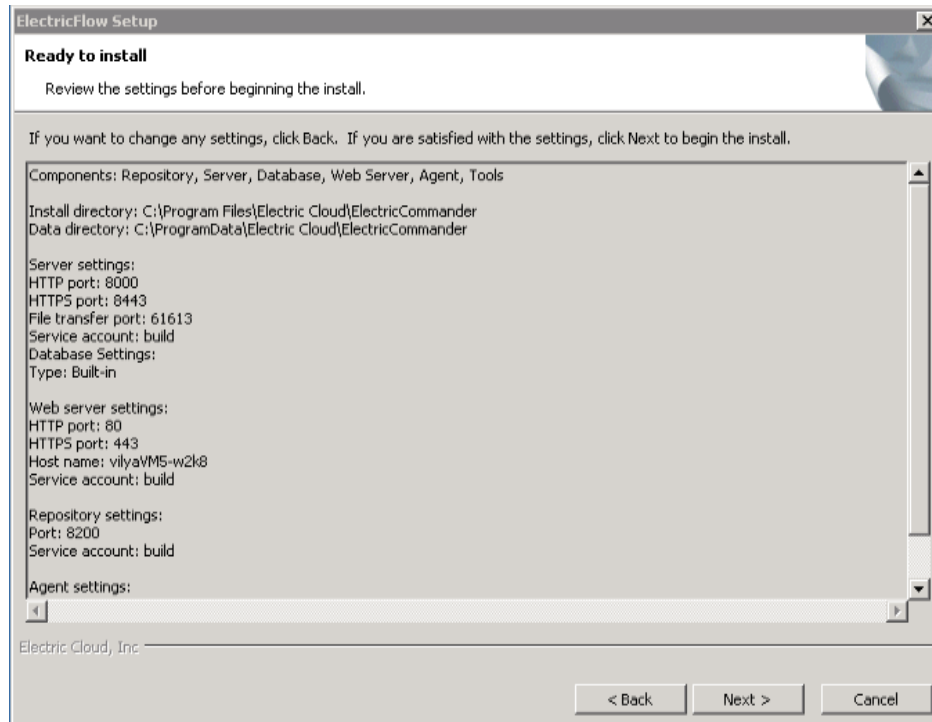 ElectricFlow Setup
Ready to install
Review the settings before beginning the install.
If you want to change any settings, click Back. If you are satisfied with the settings, click Next to begin the install.
Components: Repository, Server, Database, Web Server, Agent, Tools
Install directory: C:\Program Files\Electric Cloud\ElectricCommander
Data directory: C:\ProgramData\Electric Cloud\ElectricCommander
Server settings:
HTTP port: 8000
HTTPS port: 8443
File transfer port: 61613
Service account: build
Database Settings:
Type: Built-in
Web server settings:
HTTP port: 80
HTTPS port: 443
Host name: vilyaVM5-w2k8
Service account: build
Repository settings:
Port: 8200
Service account: build
Agent settings:
Electric Cloud, Inc
< Back Next > Cancel